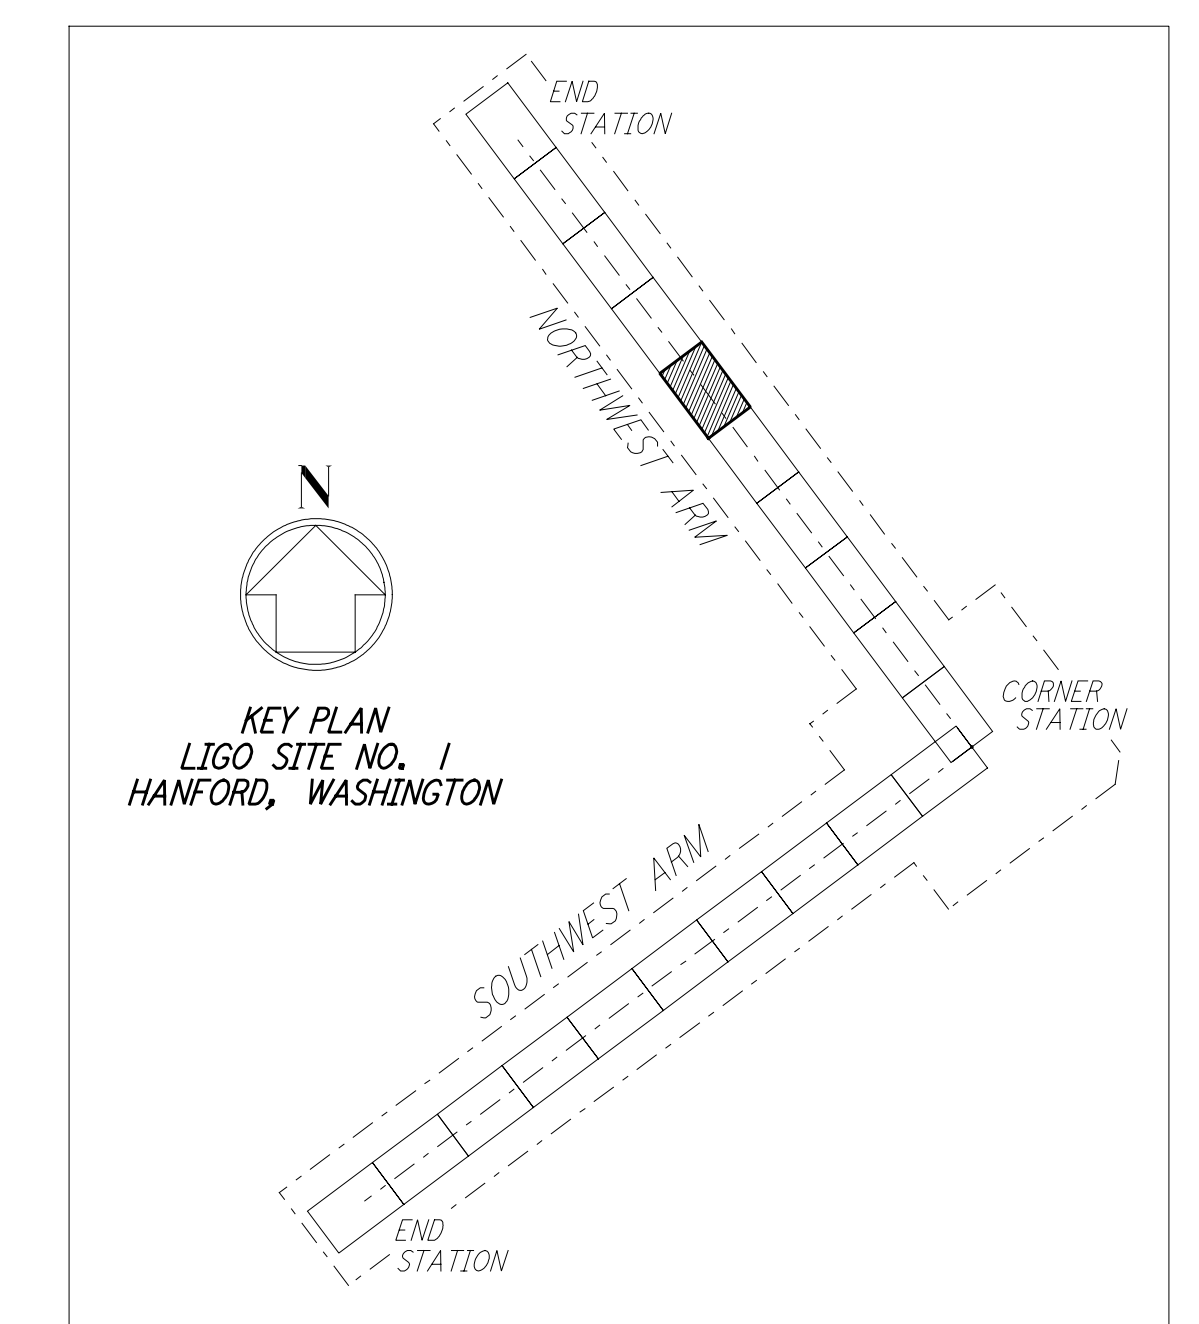 END
STATION
NORTHWEST ARM
N
KEY PLAN
LIGO SITE NO. 1
HANFORD, WASHINGTON
CORNER
STATION
SOUTHWEST ARM
END
STATION